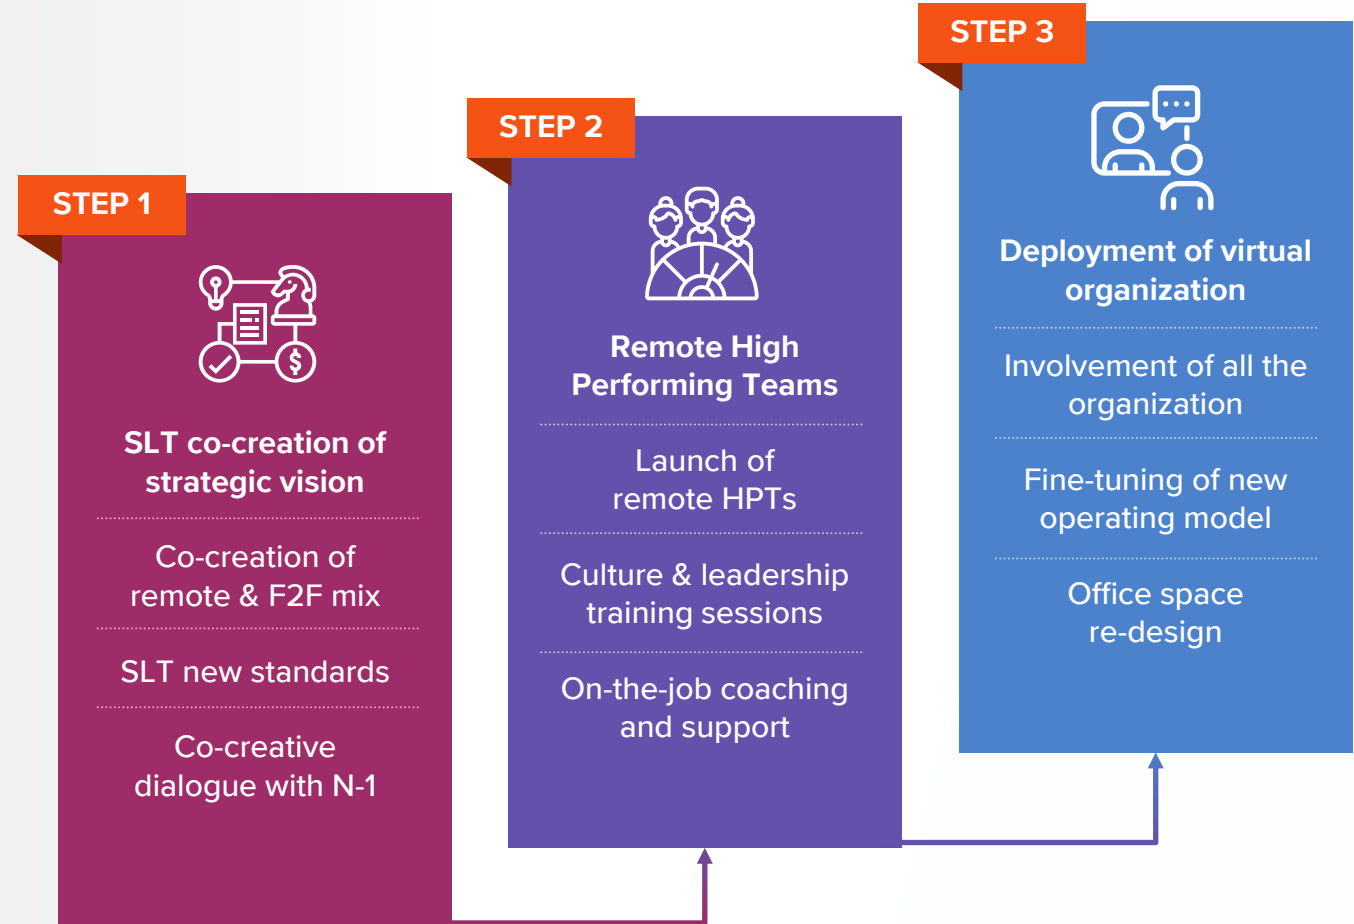 STEP 1
SLT co-creation of
strategic vision
Co-creation of
remote & F2F mix
SLT new standards
Co-creative
dialogue with N-1
STEP 2
Remote High
Performing Teams
Launch of
remote HPTs
Culture & leadership
training sessions
On-the-job coaching
and support
STEP 3
Deployment of virtual
organization
Involvement of all the
organization
Fine-tuning of new
operating model
Office space
re-design